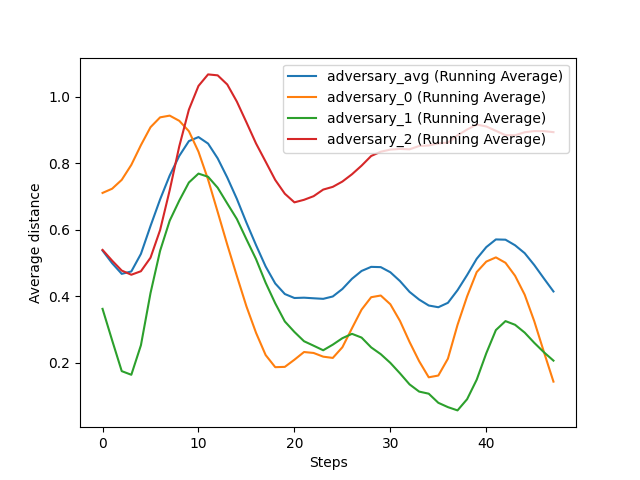 adversary_avg (Running Average)
adversary_0 (Running Average)
adversary_1 (Running Average)
adversary_2 (Running Average)
1.0
0.8
0.6
0.4
0.2
Average distance
0
10
20
30
40
Steps